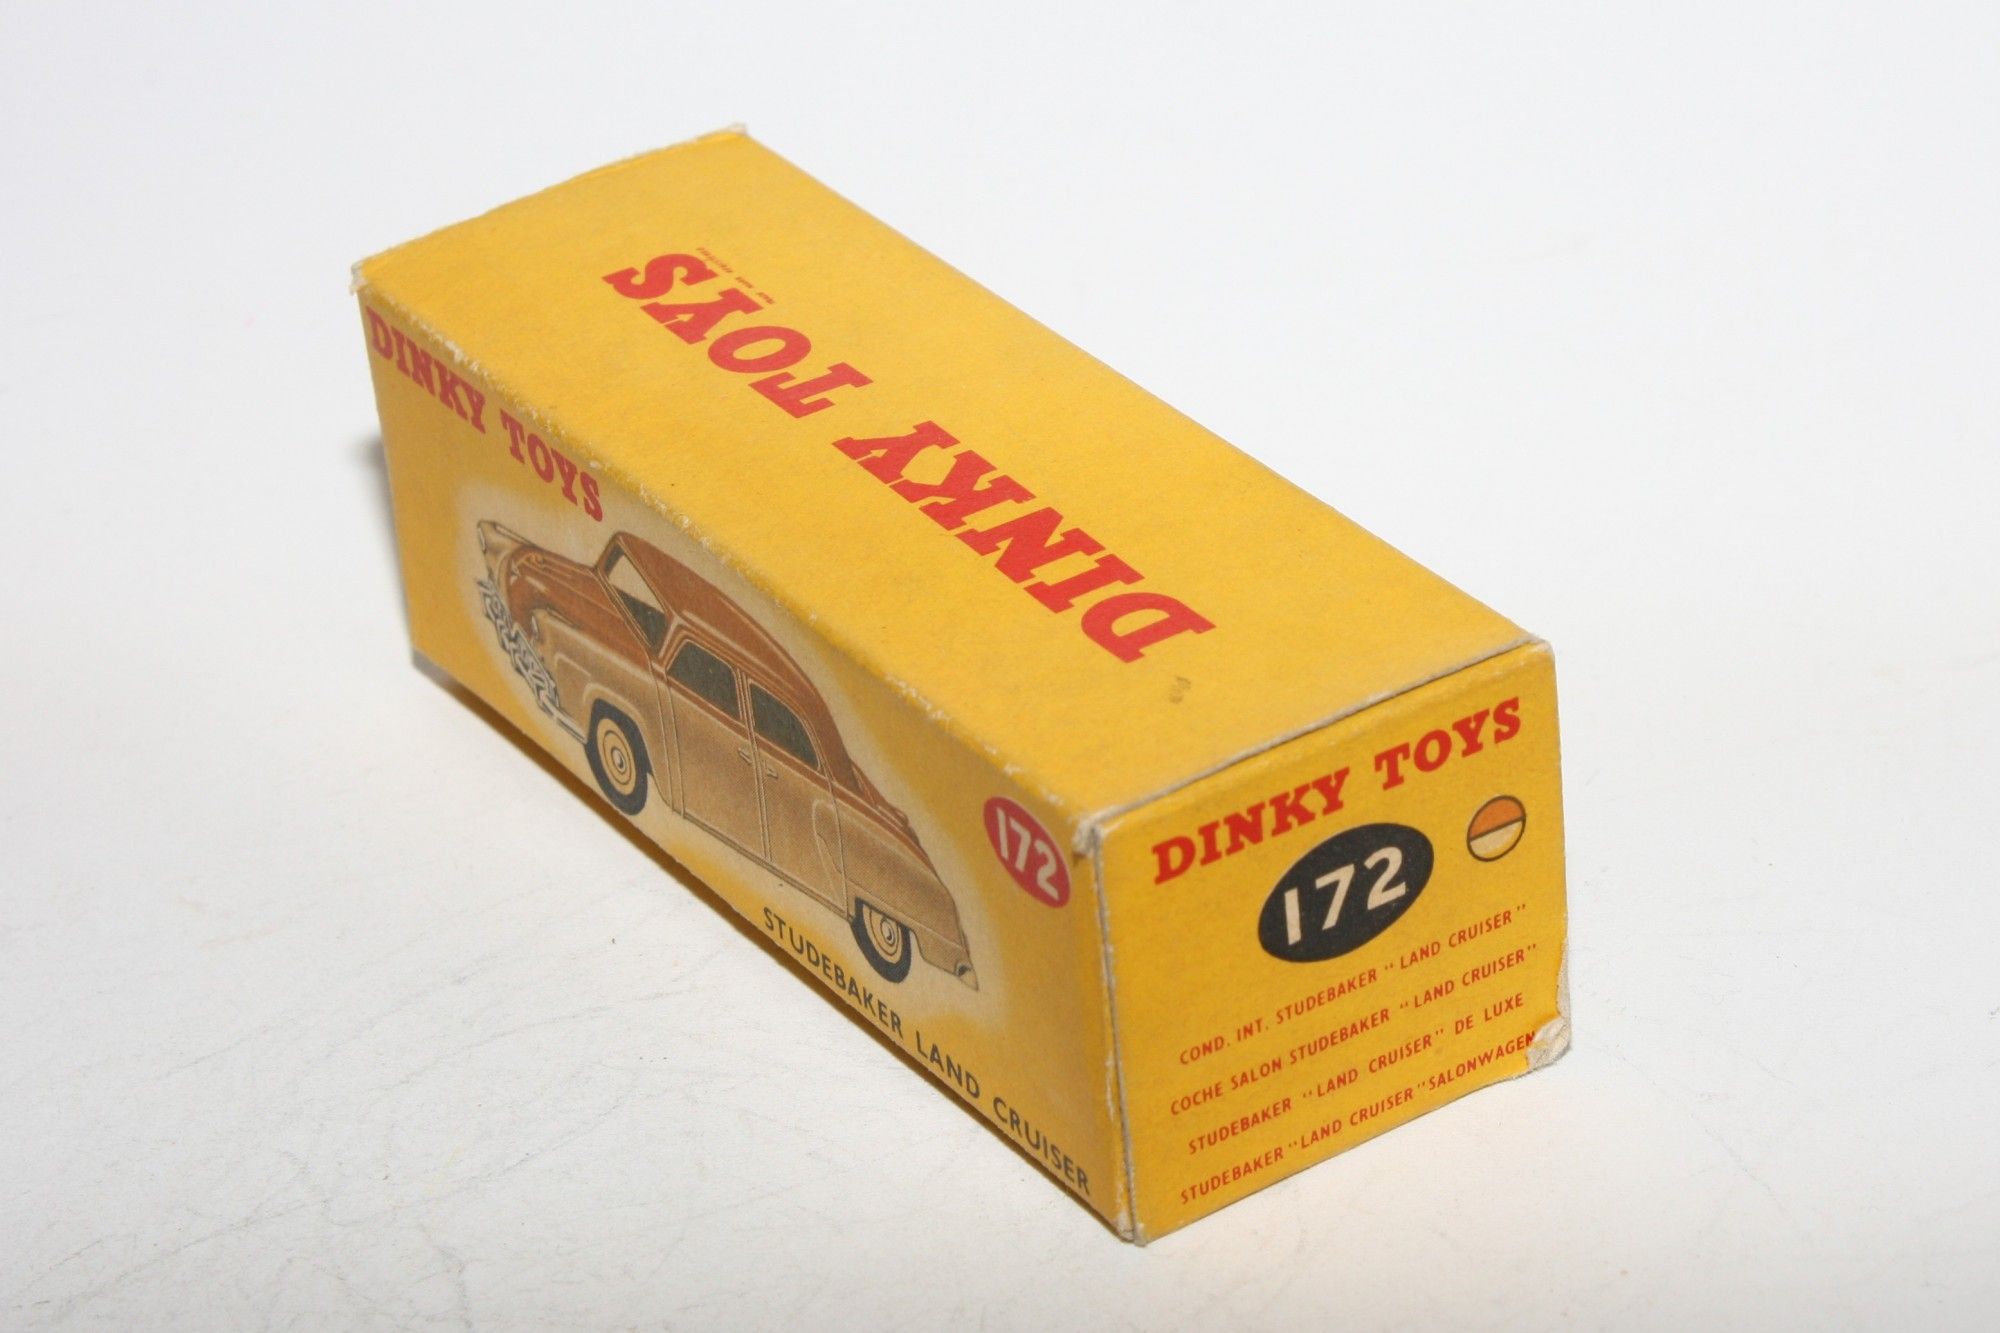 DINKY TOYS
DINKY TOYS
172
STUDEBAKER LAND CRUISER
DINKY TOYS
172
COND. INT. STUDEBAKER "LAND CRUISER"
COCHE SALON STUDEBAKER "LAND CRUISER"
STUDEBAKER "LAND CRUISER" DE LUXE
STUDEBAKER "LAND CRUISER" SALONWAGEN